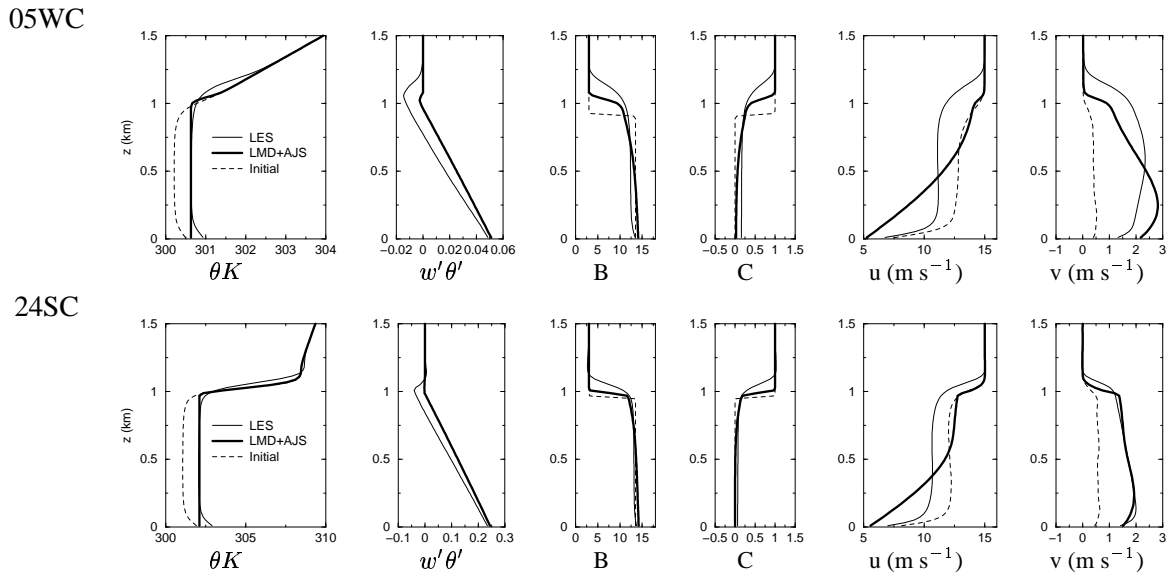 05WC
z (km)
1.5
1
0.5
0
LES
LMD+AJS
Initial
300 301 302 303 304
θK
1.5
1
0.5
0
−0.02 0 0.02 0.04 0.06
w′θ′
1.5
1
0.5
0
0 5 10 15
B
1.5
1
0.5
0
−0.5 0 0.5 1 1.5
C
1.5
1
0.5
0
5 10 15
u (m s−1)
1.5
1
0.5
0
−1 0 1 2 3
v (m s−1)
24SC
z (km)
1.5
1
0.5
0
LES
LMD+AJS
Initial
300 302 305 307 310
θK
1.5
1
0.5
0
−0.1 0 0.1 0.2 0.3
w′θ′
1.5
1
0.5
0
0 5 10 15
B
1.5
1
0.5
0
−0.5 0 0.5 1 1.5
C
1.5
1
0.5
0
5 10 15
u (m s−1)
1.5
1
0.5
0
−1 0 1 2 3
v (m s−1)